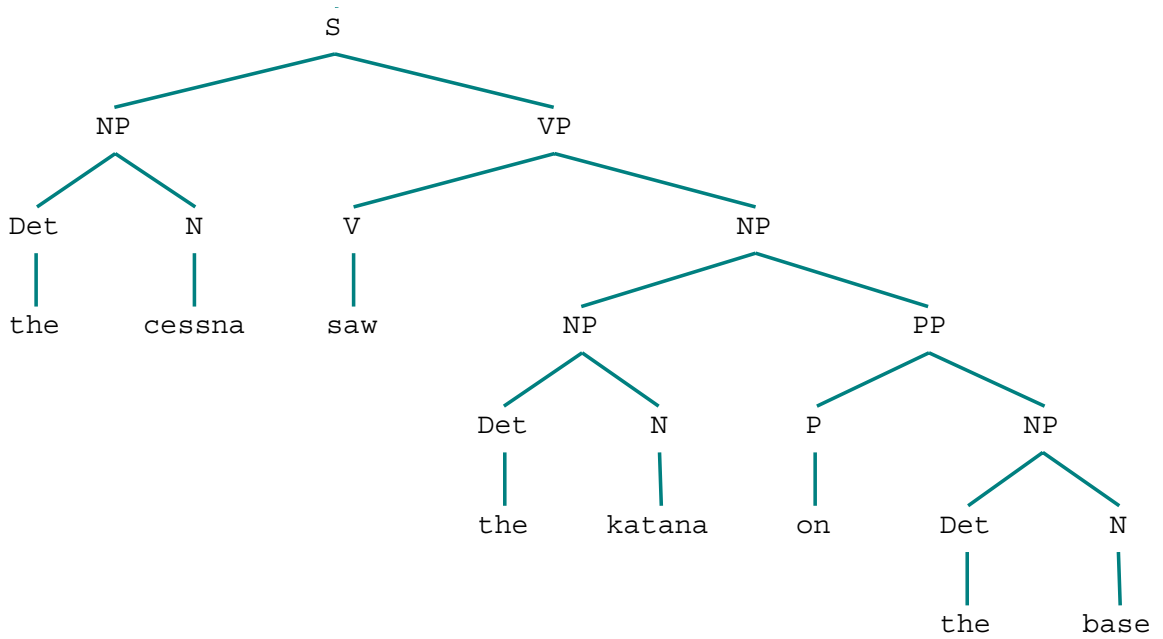 S
NP VP
Det N V NP
the cessna saw NP PP
Det N P NP
the katana on Det N
the base